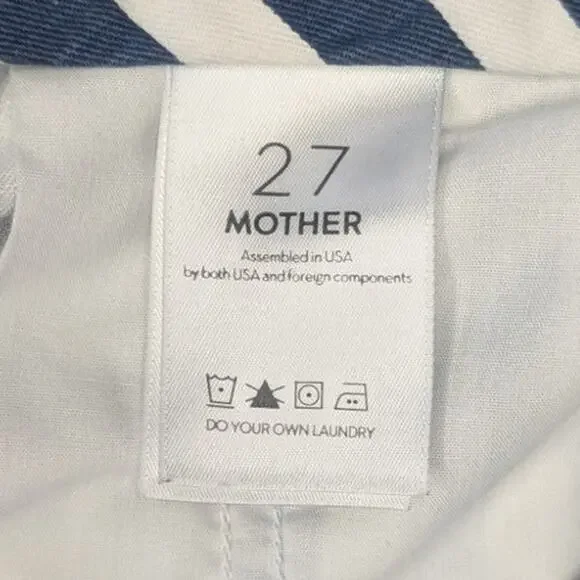 27
MOTHER
Assembled in USA
by both USA and foreign components
DO YOUR OWN LAUNDRY